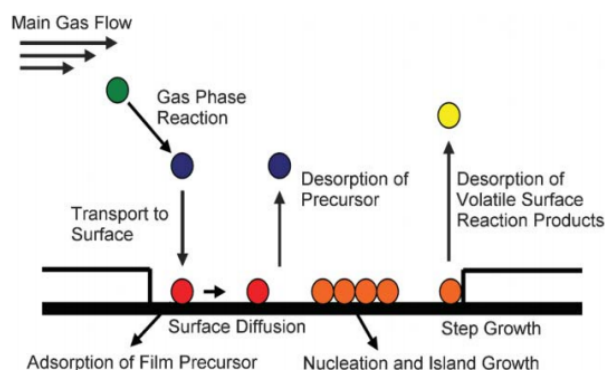 Main Gas Flow
Gas Phase
Reaction
Transport to
Surface
Desorption of
Precursor
Desorption of
Volatile Surface
Reaction Products
Surface Diffusion
Step Growth
Adsorption of Film Precursor
Nucleation and Island Growth